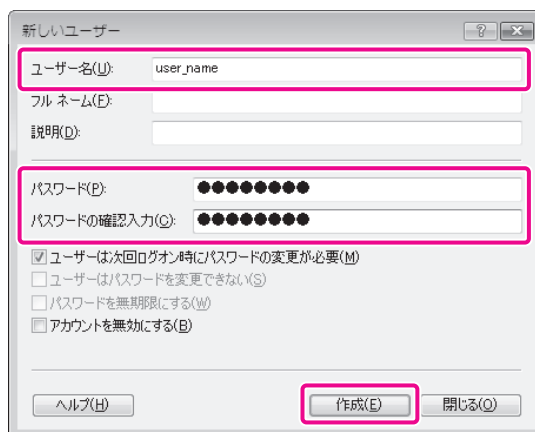 新しいユーザー
ユーザー名(U): user_name
フル ネーム(F):
説明(D):
パスワード(P): ●●●●●●●●
パスワードの確認入力(C): ●●●●●●●●
ユーザーは次回ログオン時にパスワードの変更が必要(M)
ユーザーはパスワードを変更できない(S)
パスワードを無期限にする(W)
アカウントを無効にする(B)
ヘルプ(H) 作成(E) 閉じる(O)